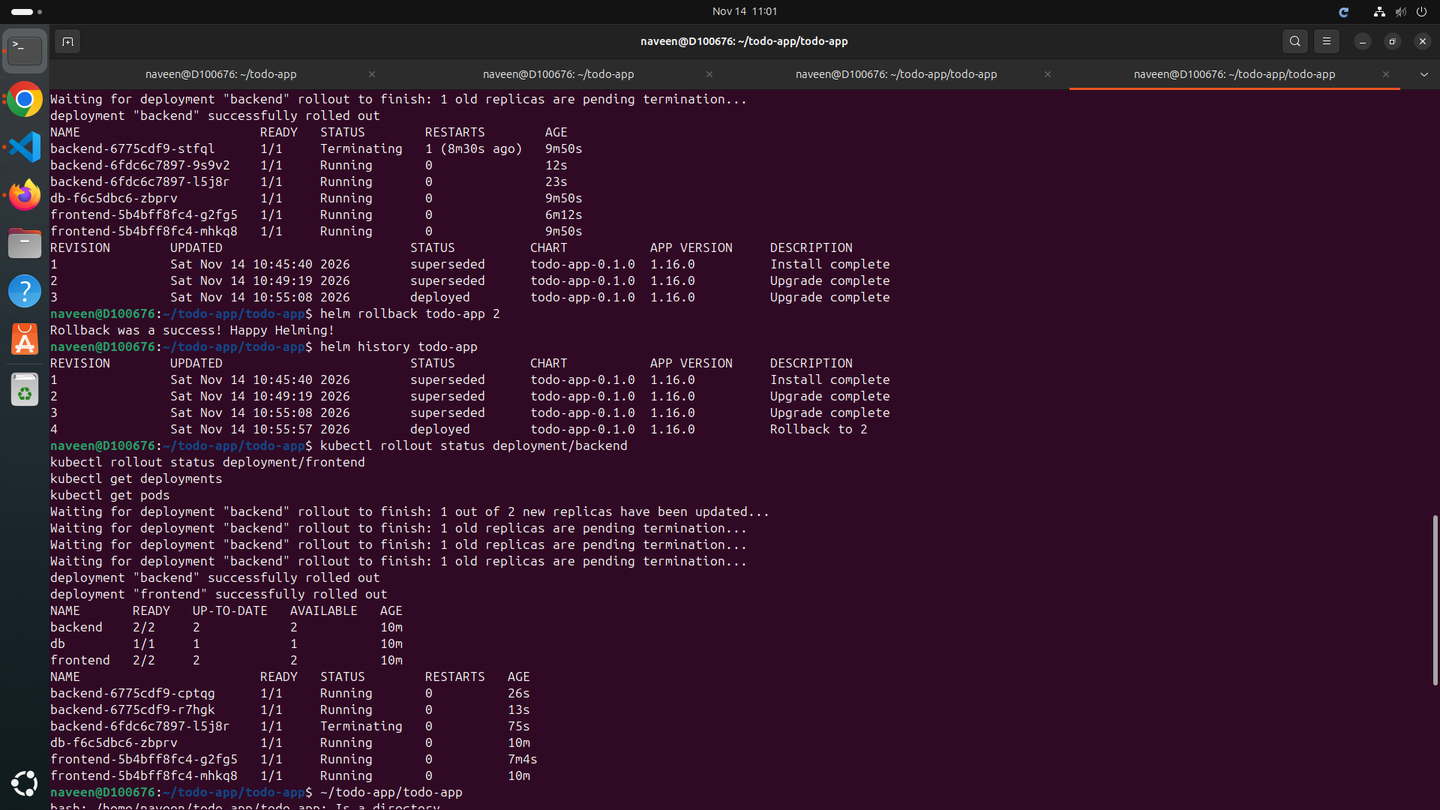 Nov 14 11:01
naveen@D100676: ~/todo-app/todo-app
naveen@D100676: ~/todo-app
naveen@D100676: ~/todo-app
naveen@D100676: ~/todo-app/todo-app
naveen@D100676: ~/todo-app/todo-app
Waiting for deployment "backend" rollout to finish: 1 old replicas are pending termination...
deployment "backend" successfully rolled out
NAME READY STATUS RESTARTS AGE
backend-6775cdf9-stfql 1/1 Terminating 1 (8m30s ago) 9m50s
backend-6fdc6c7897-9s9v2 1/1 Running 0 12s
backend-6fdc6c7897-l5j8r 1/1 Running 0 23s
db-f6c5dbc6-zbprv 1/1 Running 0 9m50s
frontend-5b4bff8fc4-g2fg5 1/1 Running 0 6m12s
frontend-5b4bff8fc4-mhkq8 1/1 Running 0 9m50s
REVISION UPDATED STATUS CHART APP VERSION DESCRIPTION
1 Sat Nov 14 10:45:40 2026 superseded todo-app-0.1.0 1.16.0 Install complete
2 Sat Nov 14 10:49:19 2026 superseded todo-app-0.1.0 1.16.0 Upgrade complete
3 Sat Nov 14 10:55:08 2026 deployed todo-app-0.1.0 1.16.0 Upgrade complete
naveen@D100676:~/todo-app/todo-app$ helm rollback todo-app 2
Rollback was a success! Happy Helming!
naveen@D100676:~/todo-app/todo-app$ helm history todo-app
REVISION UPDATED STATUS CHART APP VERSION DESCRIPTION
1 Sat Nov 14 10:45:40 2026 superseded todo-app-0.1.0 1.16.0 Install complete
2 Sat Nov 14 10:49:19 2026 superseded todo-app-0.1.0 1.16.0 Upgrade complete
3 Sat Nov 14 10:55:08 2026 superseded todo-app-0.1.0 1.16.0 Upgrade complete
4 Sat Nov 14 10:55:57 2026 deployed todo-app-0.1.0 1.16.0 Rollback to 2
naveen@D100676:~/todo-app/todo-app$ kubectl rollout status deployment/backend
kubectl rollout status deployment/frontend
kubectl get deployments
kubectl get pods
Waiting for deployment "backend" rollout to finish: 1 out of 2 new replicas have been updated...
Waiting for deployment "backend" rollout to finish: 1 old replicas are pending termination...
Waiting for deployment "backend" rollout to finish: 1 old replicas are pending termination...
Waiting for deployment "backend" rollout to finish: 1 old replicas are pending termination...
deployment "backend" successfully rolled out
deployment "frontend" successfully rolled out
NAME READY UP-TO-DATE AVAILABLE AGE
backend 2/2 2 2 10m
db 1/1 1 1 10m
frontend 2/2 2 2 10m
NAME READY STATUS RESTARTS AGE
backend-6775cdf9-cptqg 1/1 Running 0 26s
backend-6775cdf9-r7hgk 1/1 Running 0 13s
backend-6fdc6c7897-l5j8r 1/1 Terminating 0 75s
db-f6c5dbc6-zbprv 1/1 Running 0 10m
frontend-5b4bff8fc4-g2fg5 1/1 Running 0 7m4s
frontend-5b4bff8fc4-mhkq8 1/1 Running 0 10m
naveen@D100676:~/todo-app/todo-app$ ~/todo-app/todo-app
bash: /home/naveen/todo-app/todo-app: Is a directory